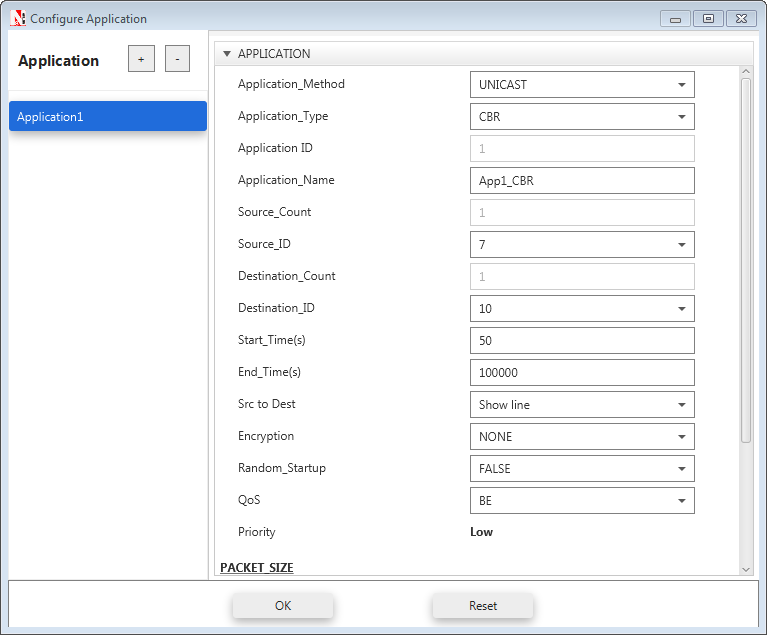 Configure Application
Application + -
Application1
APPLICATION
Application_Method UNICAST
Application_Type CBR
Application ID 1
Application_Name App1_CBR
Source_Count 1
Source_ID 7
Destination_Count 1
Destination_ID 10
Start_Time(s) 50
End_Time(s) 100000
Src to Dest Show line
Encryption NONE
Random_Startup FALSE
QoS BE
Priority Low
PACKET_SIZE
OK Reset